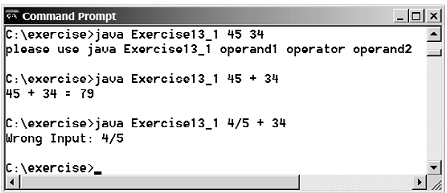 Command Prompt
C:\exercise>java Exercise13_1 45 34
please use java Exercise13_1 operand1 operator operand2
C:\exercise>java Exercise13_1 45 + 34
45 + 34 = 79
C:\exercise>java Exercise13_1 4/5 + 34
Wrong Input: 4/5
C:\exercise>_